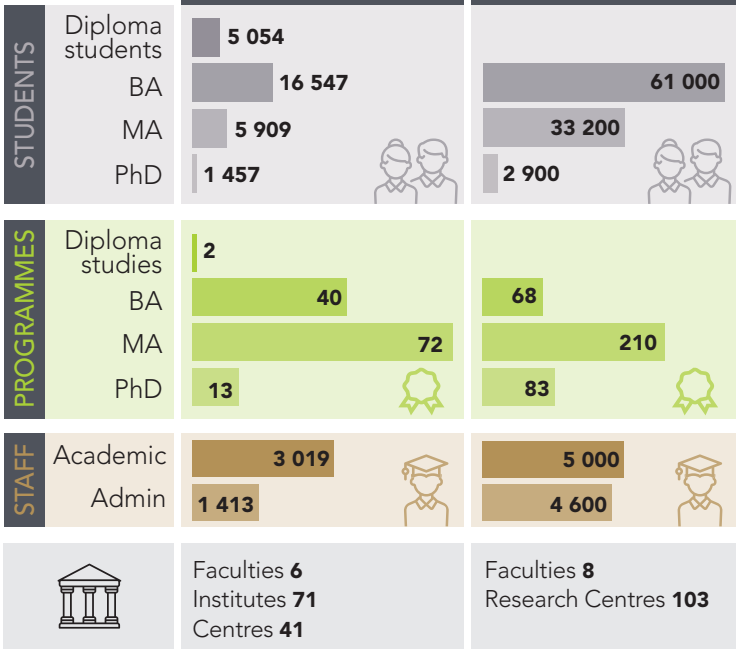 STUDENTS
Diploma
students
5 054
BA
16 547
61 000
MA
5 909
33 200
PhD
1 457
2 900
PROGRAMMES
Diploma
studies
2
BA
40
68
MA
72
210
PhD
13
83
STAFF
Academic
3 019
5 000
Admin
1 413
4 600
Faculties 6
Institutes 71
Centres 41
Faculties 8
Research Centres 103